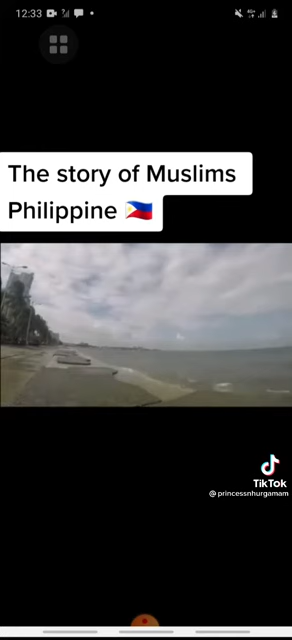 12:33
The story of Muslims
Philippine 🇵🇭
TikTok
@princessnhurgamam